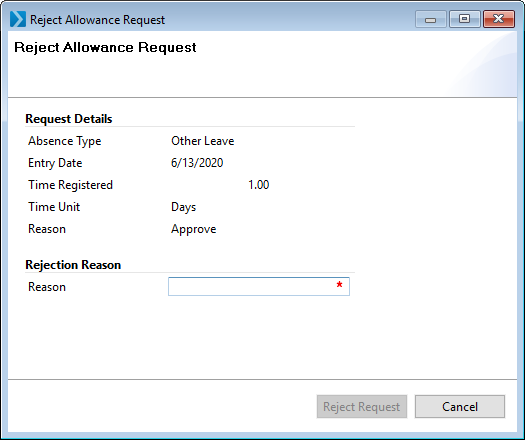 Reject Allowance Request
Reject Allowance Request
Request Details
Absence Type Other Leave
Entry Date 6/13/2020
Time Registered 1.00
Time Unit Days
Reason Approve
Rejection Reason
Reason *
Reject Request Cancel